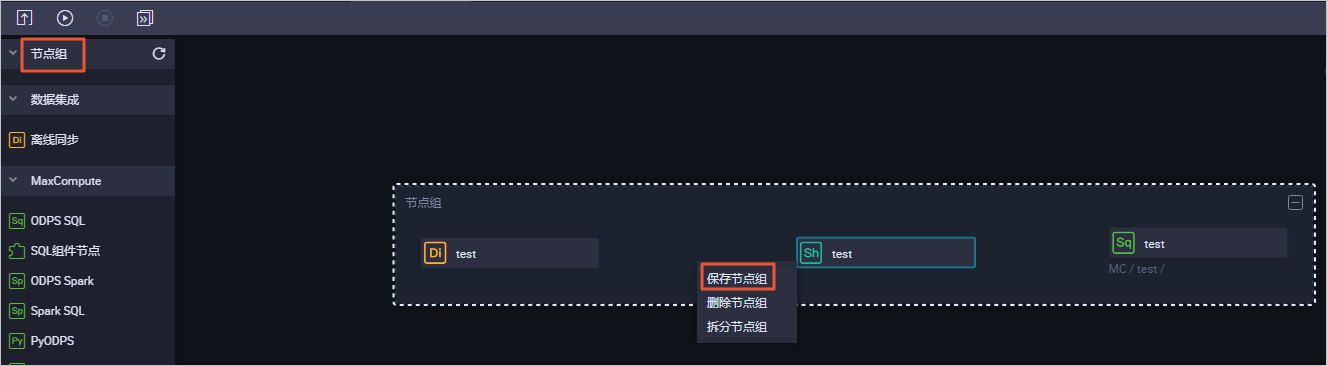 节点组
数据集成
Di 离线同步
MaxCompute
Sq ODPS SQL
SQL组件节点
Sp ODPS Spark
Sp Spark SQL
Py PyODPS
节点组
Di test
Sh test
Sq test
MC / test /
保存节点组
删除节点组
拆分节点组